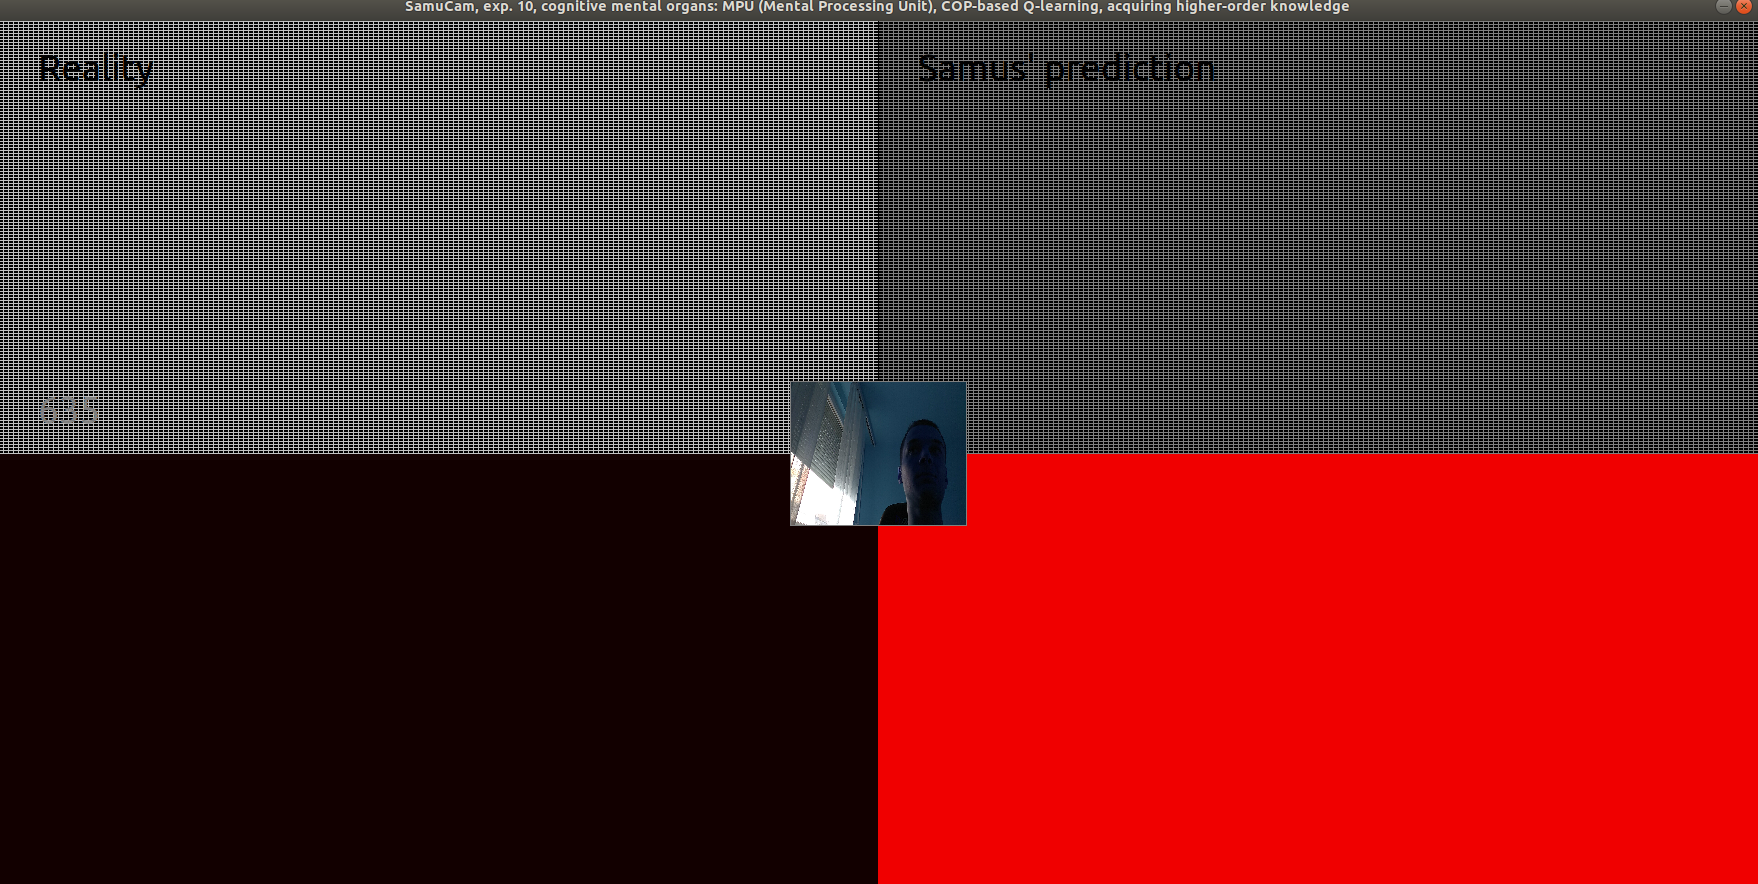 SamuCam, exp. 10, cognitive mental organs: MPU (Mental Processing Unit), COP-based Q-learning, acquiring higher-order knowledge
Reality
Samus' prediction
635